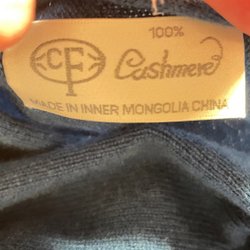 100%
CF
Cashmere
MADE IN INNER MONGOLIA CHINA